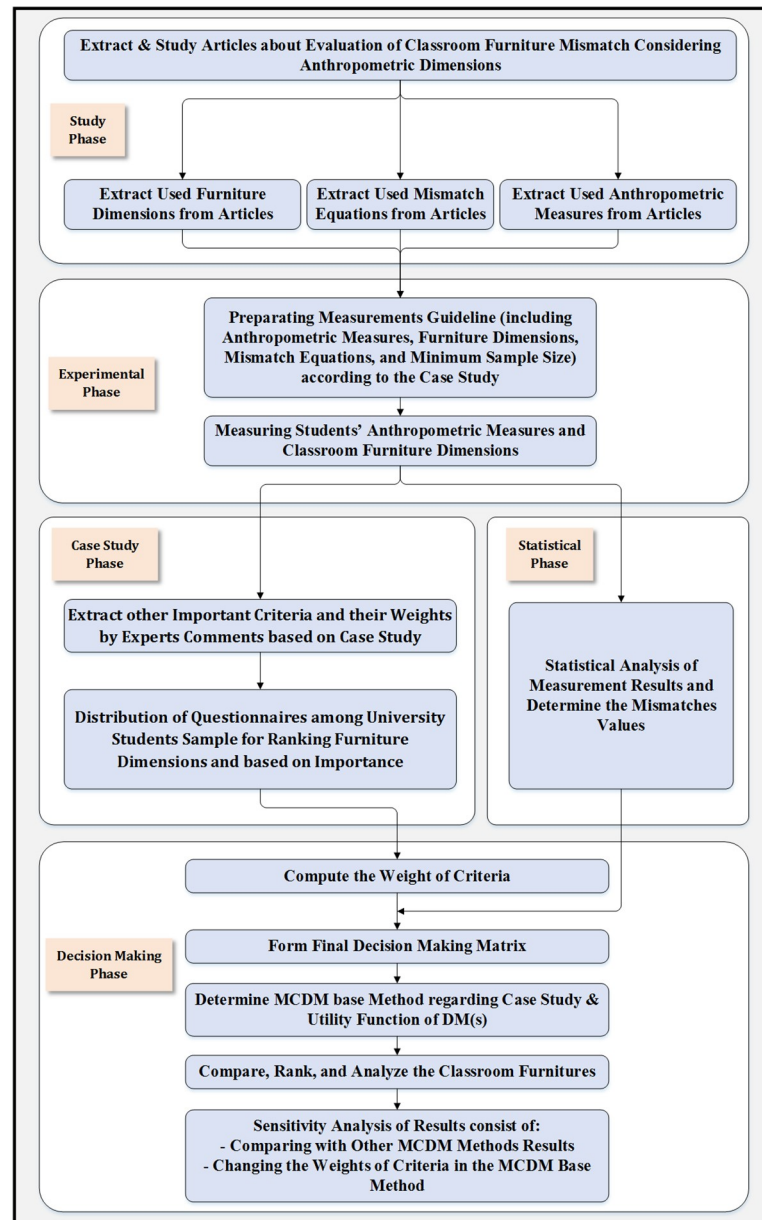 Extract & Study Articles about Evaluation of Classroom Furniture Mismatch Considering
Anthropometric Dimensions
Study
Phase
Extract Used Furniture
Dimensions from Articles
Extract Used Mismatch
Equations from Articles
Extract Used Anthropometric
Measures from Articles
Experimental
Phase
Preparating Measurements Guideline (including
Anthropometric Measures, Furniture Dimensions,
Mismatch Equations, and Minimum Sample Size)
according to the Case Study
Measuring Students' Anthropometric Measures and
Classroom Furniture Dimensions
Case Study
Phase
Extract other Important Criteria and their Weights
by Experts Comments based on Case Study
Distribution of Questionnaires among University
Students Sample for Ranking Furniture
Dimensions and based on Importance
Statistical
Phase
Statistical Analysis of
Measurement Results and
Determine the Mismatches
Values
Decision Making
Phase
Compute the Weight of Criteria
Form Final Decision Making Matrix
Determine MCDM base Method regarding Case Study &
Utility Function of DM(s)
Compare, Rank, and Analyze the Classroom Furnitures
Sensitivity Analysis of Results consist of:
- Comparing with Other MCDM Methods Results
- Changing the Weights of Criteria in the MCDM Base
Method